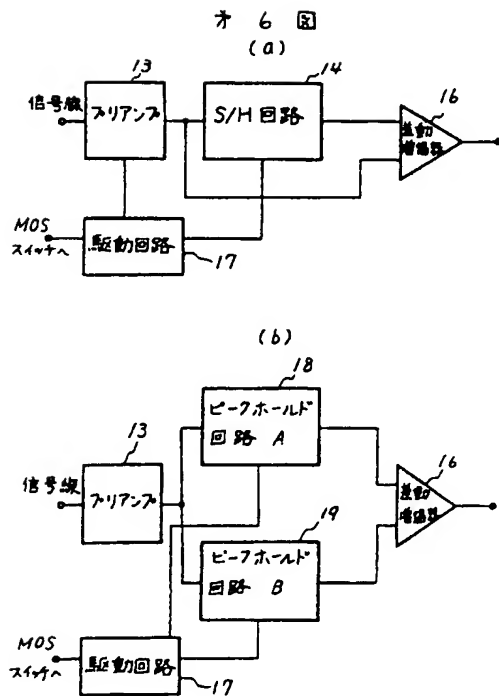 才 6 図
(a)
13
14
信号線
プリアンプ
S/H 回路
16
差動
増幅器
MOS
スイッチへ
駆動回路
17
(b)
18
ピークホールド
回路 A
13
16
信号線
プリアンプ
差動
増幅器
19
ピークホールド
回路 B
MOS
スイッチへ
駆動回路
17